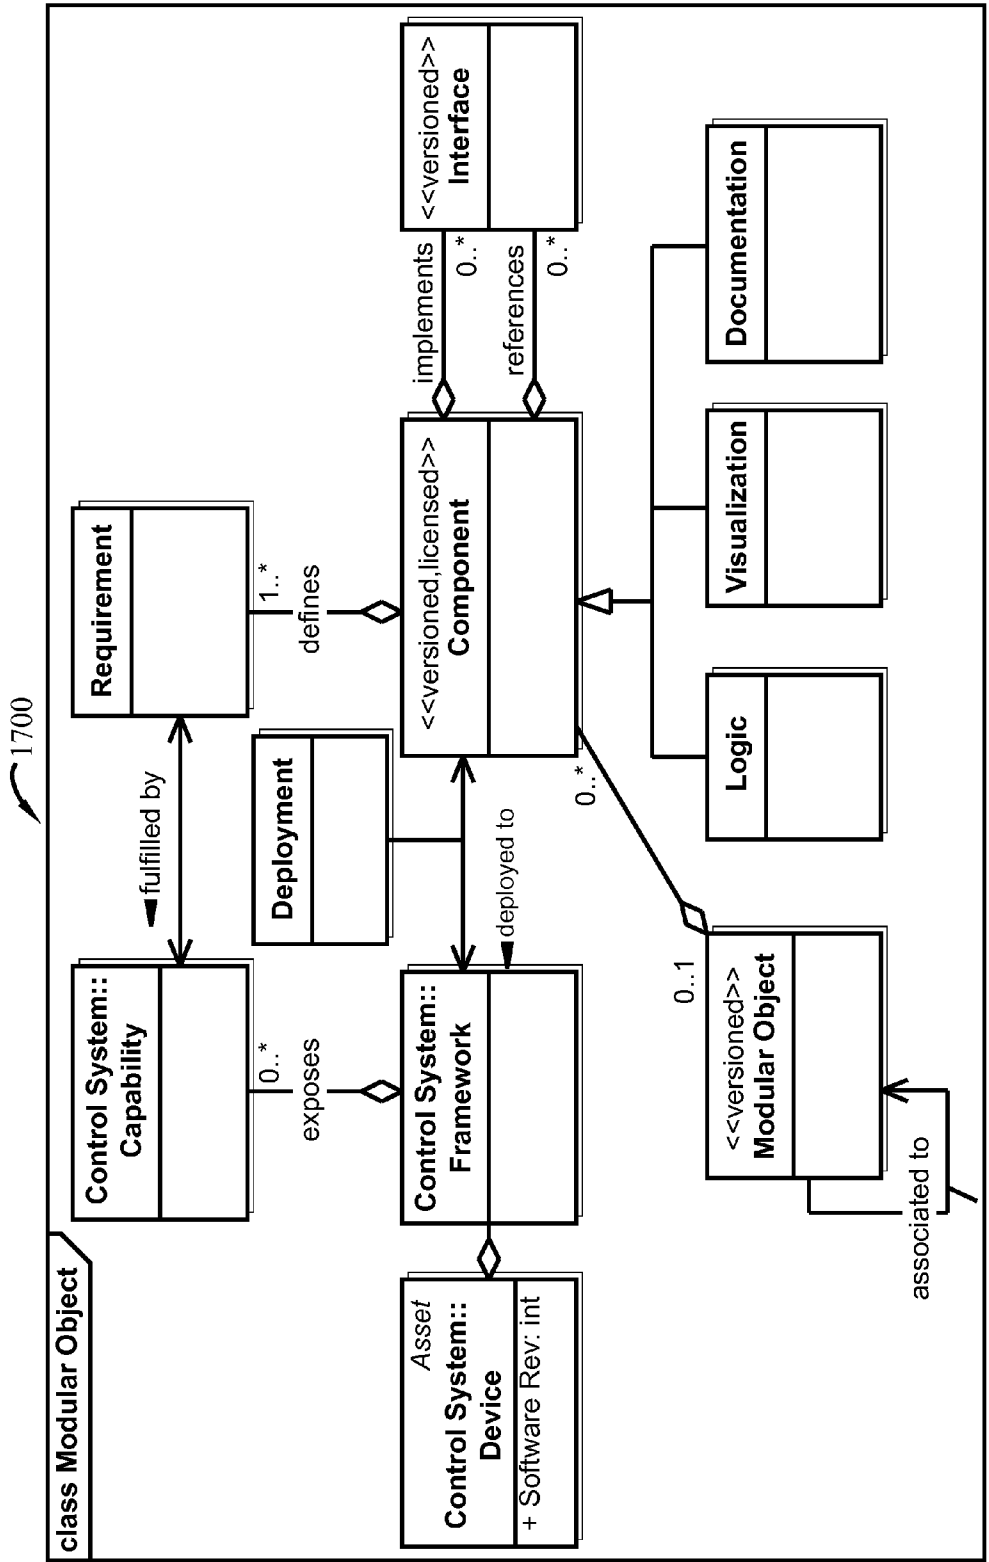 1700
class Modular Object
Control System::
Capability
fulfilled by
Requirement
0..*
exposes
1..*
defines
Deployment
Asset
Control System::
Device
+ Software Rev: int
Control System::
Framework
deployed to
<<versioned,licensed>>
Component
implements
0..*
references
0..*
<<versioned>>
Interface
0..1
0..*
<<versioned>>
Modular Object
associated to
Logic
Visualization
Documentation